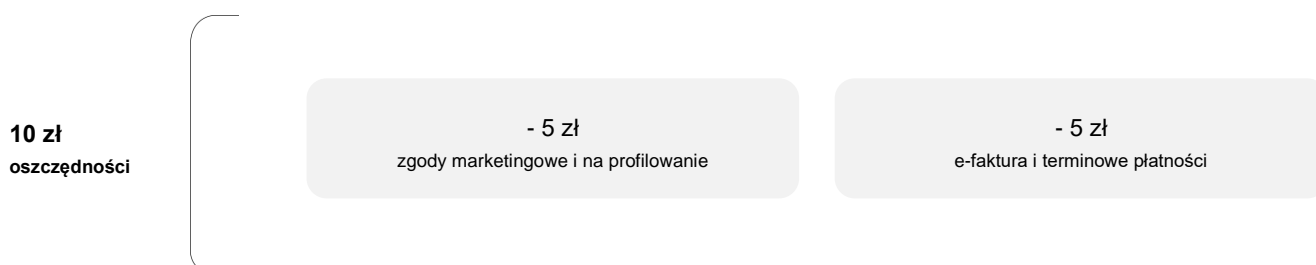 10 zł
oszczędności
- 5 zł
zgody marketingowe i na profilowanie
- 5 zł
e-faktura i terminowe płatności